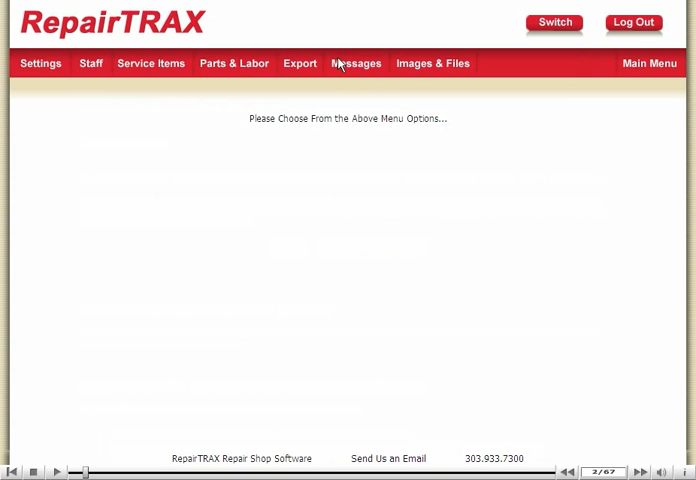 RepairTRAX
Switch Log Out
Settings Staff Service Items Parts & Labor Export Messages Images & Files Main Menu
Please Choose From the Above Menu Options...
RepairTRAX Repair Shop Software Send Us an Email 303.933.7300
2/67
i